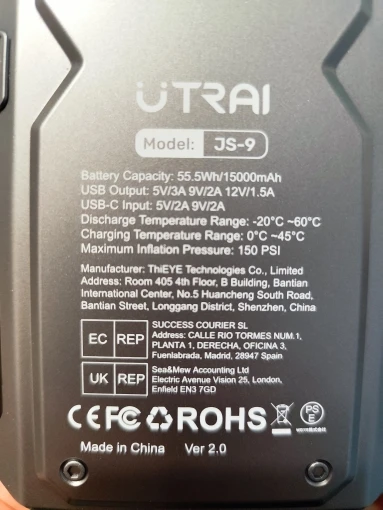 UTRAI
Model: JS-9
Battery Capacity: 55.5Wh/15000mAh
USB Output: 5V/3A 9V/2A 12V/1.5A
USB-C Input: 5V/2A 9V/2A
Discharge Temperature Range: -20°C ~60°C
Charging Temperature Range: 0°C ~45°C
Maximum Inflation Pressure: 150 PSI
Manufacturer: ThiEYE Technologies Co., Limited
Address: Room 405 4th Floor, B Building, Bantian
International Center, No.5 Huancheng South Road,
Bantian Street, Longgang District, Shenzhen, China
EC REP
SUCCESS COURIER SL
Address: CALLE RIO TORMES NUM.1,
PLANTA 1, DERECHA, OFICINA 3,
Fuenlabrada, Madrid, 28947 Spain
UK REP
Sea&Mew Accounting Ltd
Electric Avenue Vision 25, London,
Enfield EN3 7GD
CE FC ROHS PS E
Made in China Ver 2.0